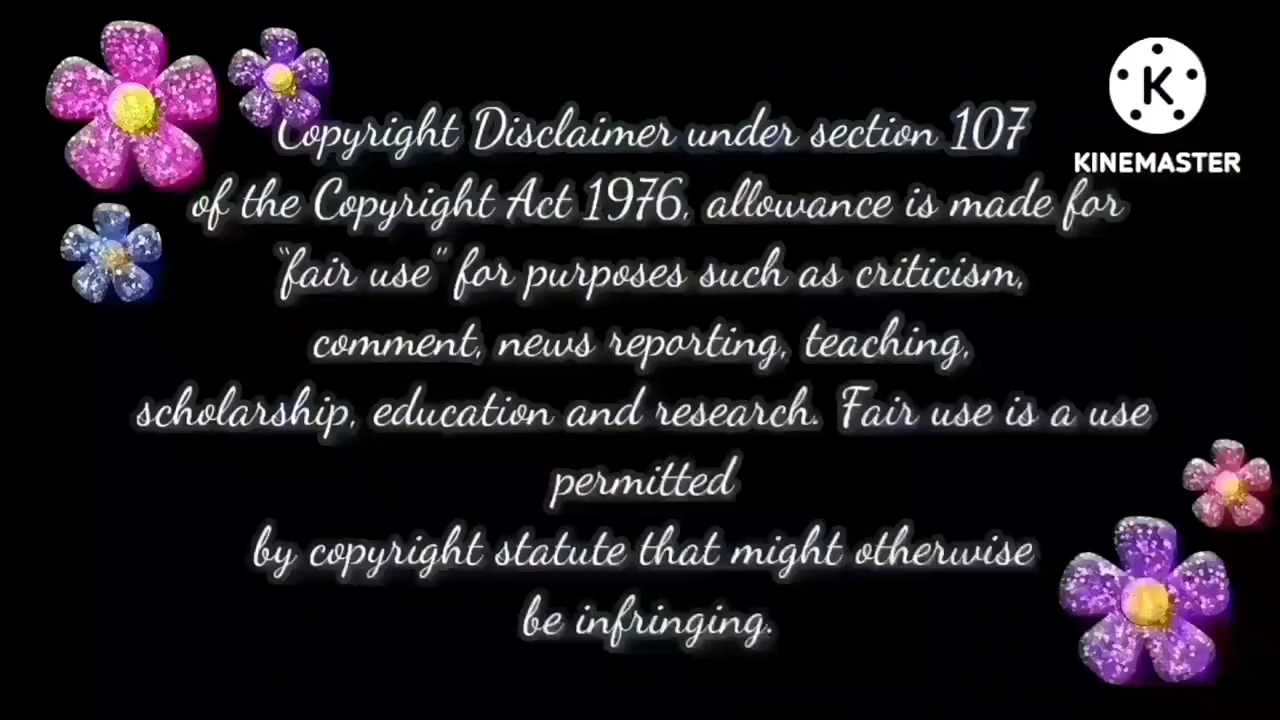 Copyright Disclaimer under section 107
of the Copyright Act 1976, allowance is made for
“fair use” for purposes such as criticism,
comment, news reporting, teaching,
scholarship, education and research. Fair use is a use
permitted
by copyright statute that might otherwise
be infringing.
K
KINEMASTER